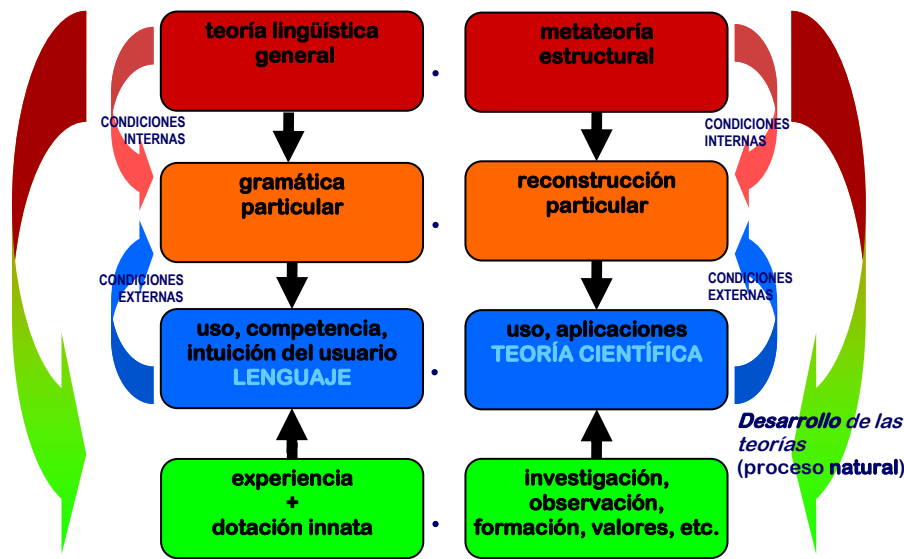 teoría lingüística
general
metateoría
estructural
CONDICIONES
INTERNAS
CONDICIONES
INTERNAS
gramática
particular
reconstrucción
particular
CONDICIONES
EXTERNAS
CONDICIONES
EXTERNAS
uso, competencia,
intuición del usuario
LENGUAJE
uso, aplicaciones
TEORÍA CIENTÍFICA
Desarrollo de las
teorías
(proceso natural)
experiencia
+
dotación innata
investigación,
observación,
formación, valores, etc.